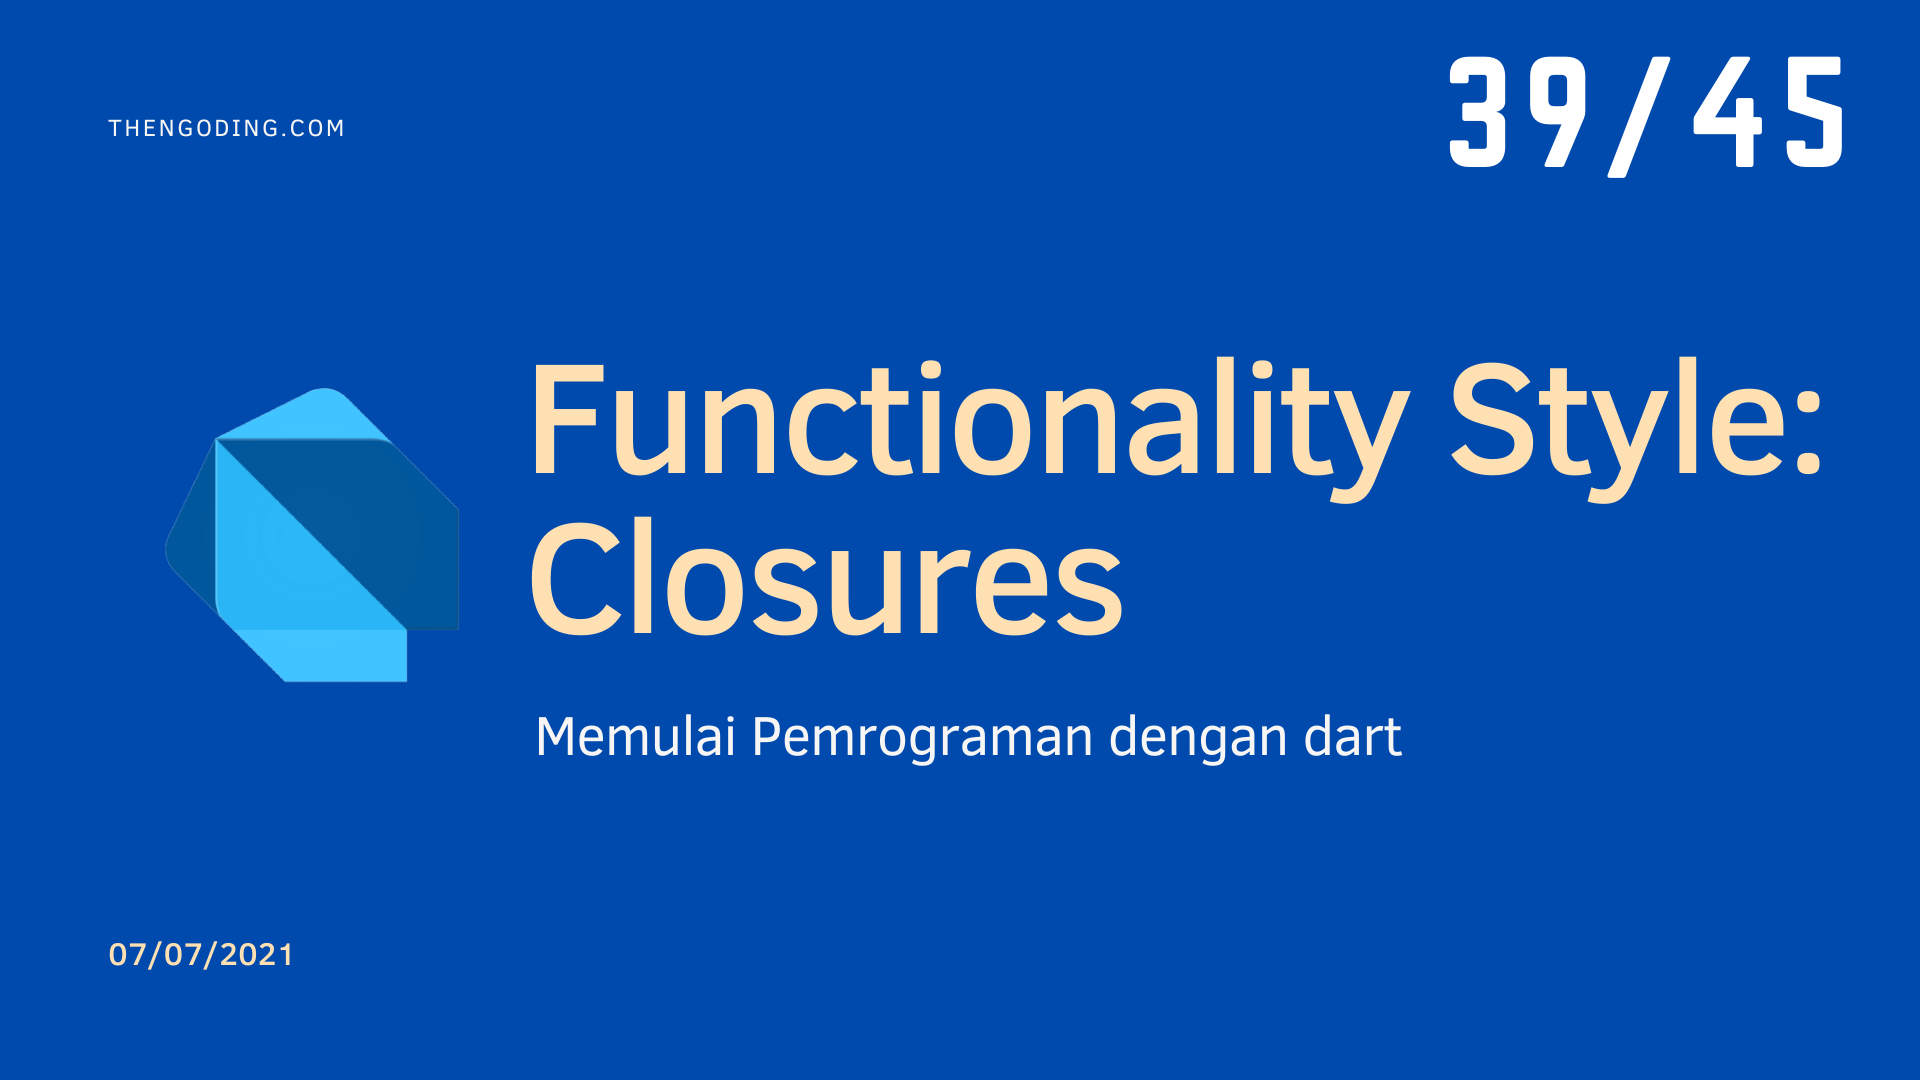 THENGODING.COM
39/45
Functionality Style:
Closures
Memulai Pemrograman dengan dart
07/07/2021